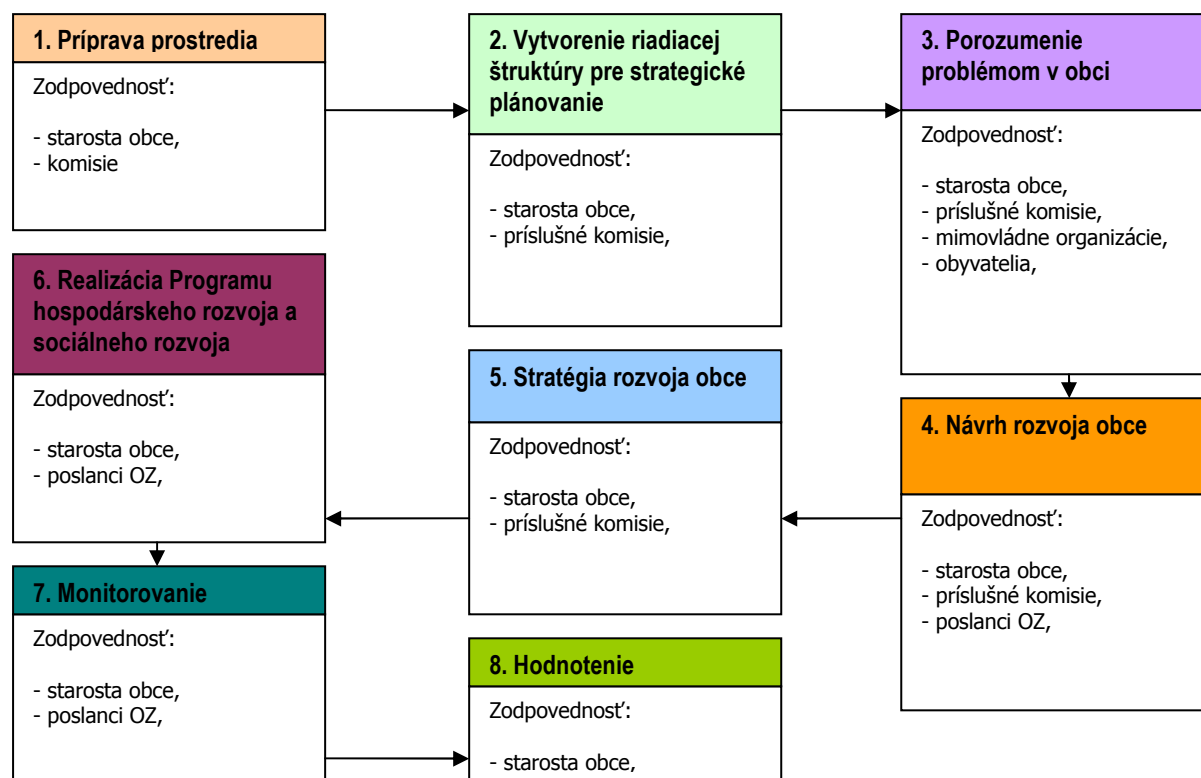 1. Príprava prostredia
Zodpovednosť:
- starosta obce,
- komisie
2. Vytvorenie riadiacej
štruktúry pre strategické
plánovanie
Zodpovednosť:
- starosta obce,
- príslušné komisie,
3. Porozumenie
problémom v obci
Zodpovednosť:
- starosta obce,
- príslušné komisie,
- mimovládne organizácie,
- obyvatelia,
4. Návrh rozvoja obce
Zodpovednosť:
- starosta obce,
- príslušné komisie,
- poslanci OZ,
5. Stratégia rozvoja obce
Zodpovednosť:
- starosta obce,
- príslušné komisie,
6. Realizácia Programu
hospodárskeho rozvoja a
sociálneho rozvoja
Zodpovednosť:
- starosta obce,
- poslanci OZ,
7. Monitorovanie
Zodpovednosť:
- starosta obce,
- poslanci OZ,
8. Hodnotenie
Zodpovednosť:
- starosta obce,